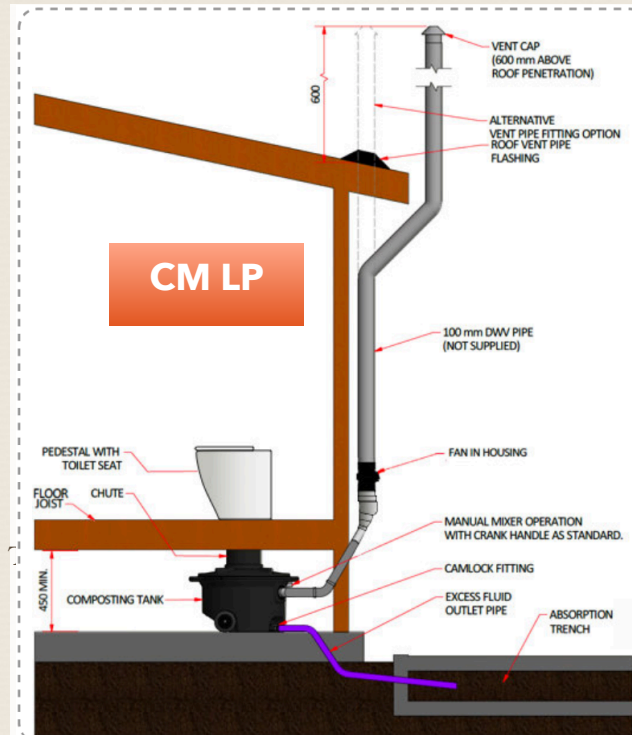 VENT CAP
(600 mm ABOVE
ROOF PENETRATION)
600
ALTERNATIVE
VENT PIPE FITTING OPTION
ROOF VENT PIPE
FLASHING
CM LP
100 mm DWV PIPE
(NOT SUPPLIED)
PEDESTAL WITH
TOILET SEAT
FAN IN HOUSING
FLOOR
JOIST
CHUTE
MANUAL MIXER OPERATION
WITH CRANK HANDLE AS STANDARD.
450 MIN.
COMPOSTING TANK
CAMLOCK FITTING
EXCESS FLUID
OUTLET PIPE
ABSORPTION
TRENCH